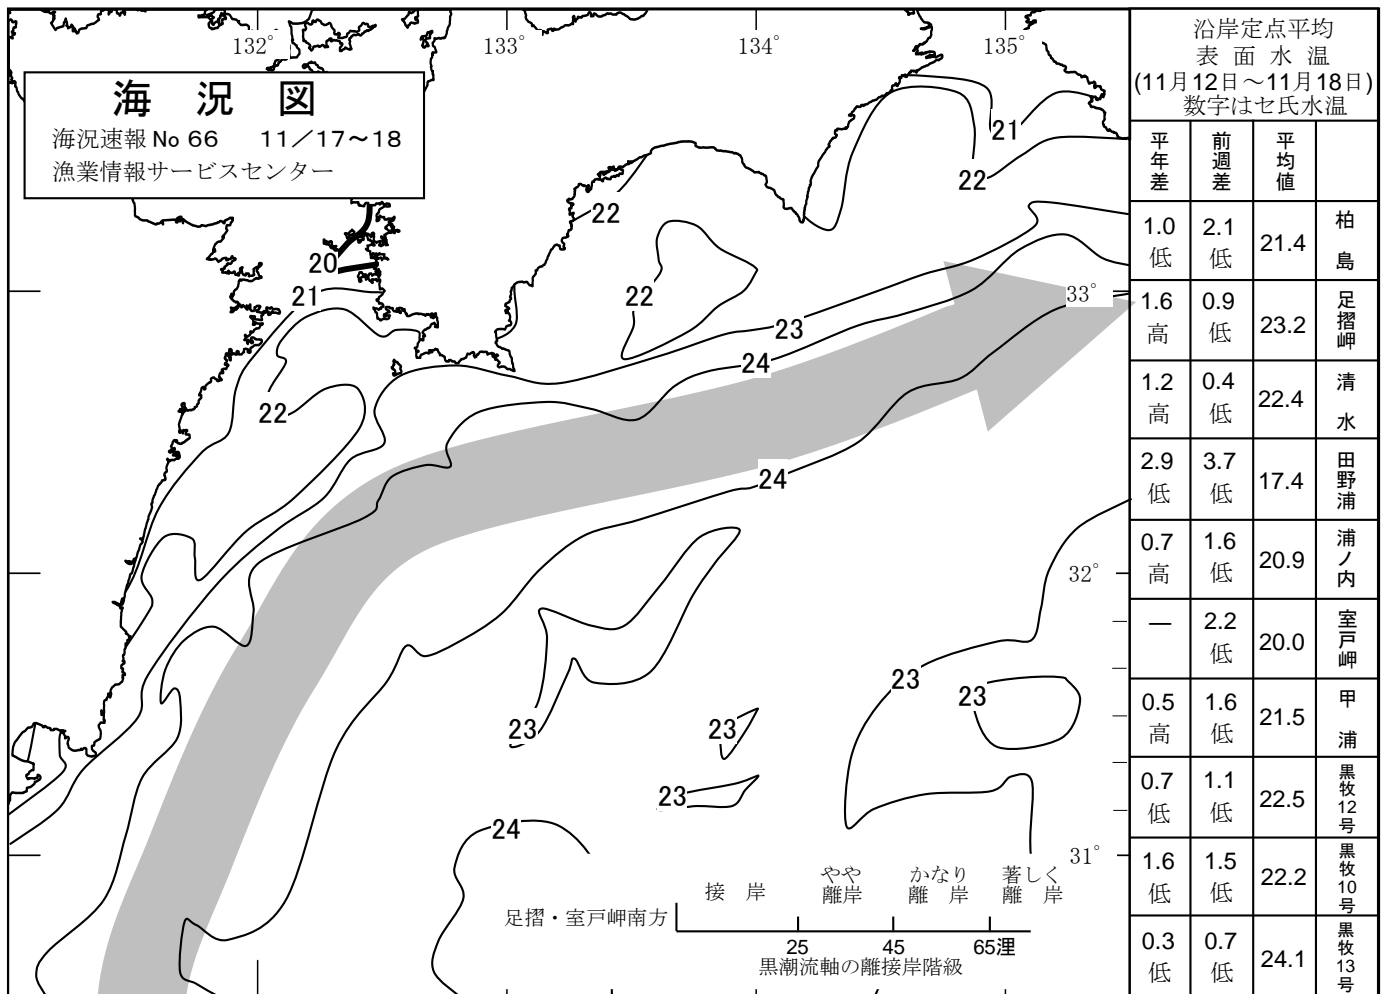 海況図
海況速報 No 66 11／17～18
漁業情報サービスセンター
132°
133°
134°
135°
33°
32°
31°
21
22
22
20
21
22
22
23
24
24
23
23
23
23
23
24
接岸
やや離岸
かなり離岸
著しく離岸
足摺・室戸岬南方
25 45 65浬
黒潮流軸の離接岸階級
沿岸定点平均
表面水温
(11月12日～11月18日)
数字はセ氏水温
平年差 前週差 平均値
1.0低 2.1低 21.4 柏島
1.6高 0.9低 23.2 足摺岬
1.2高 0.4低 22.4 清水
2.9低 3.7低 17.4 田野浦
0.7高 1.6低 20.9 浦ノ内
— 2.2低 20.0 室戸岬
0.5高 1.6低 21.5 甲浦
0.7低 1.1低 22.5 黒牧12号
1.6低 1.5低 22.2 黒牧10号
0.3低 0.7低 24.1 黒牧13号